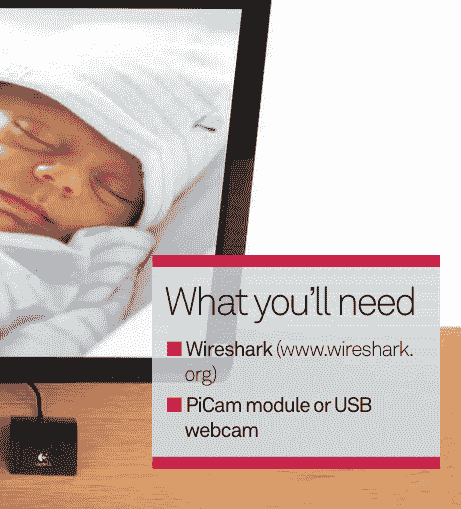 What you'll need
Wireshark (www.wireshark.
org)
PiCam module or USB
webcam